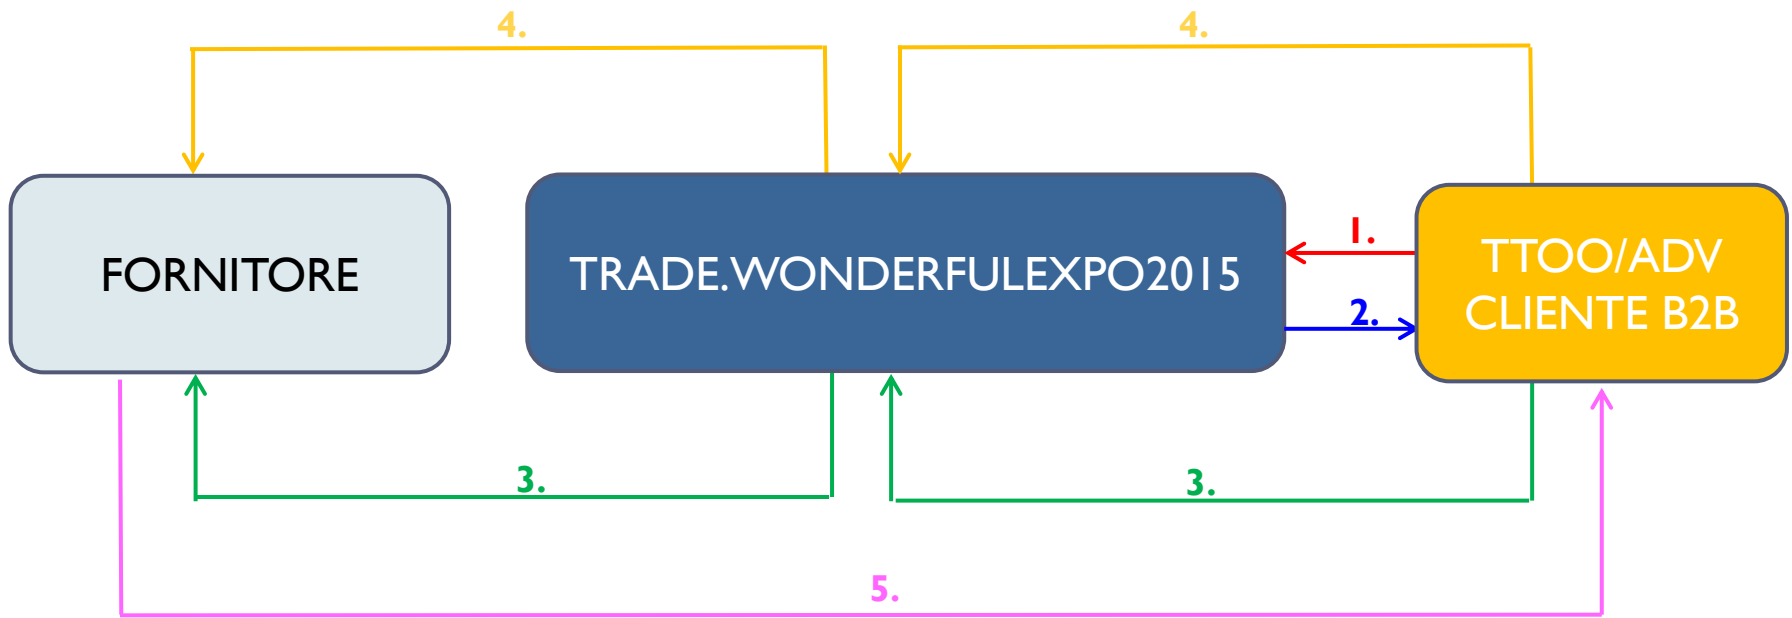 4.
4.
FORNITORE
TRADE.WONDERFULEXPO2015
1.
2.
TTOO/ADV
CLIENTE B2B
3.
3.
5.